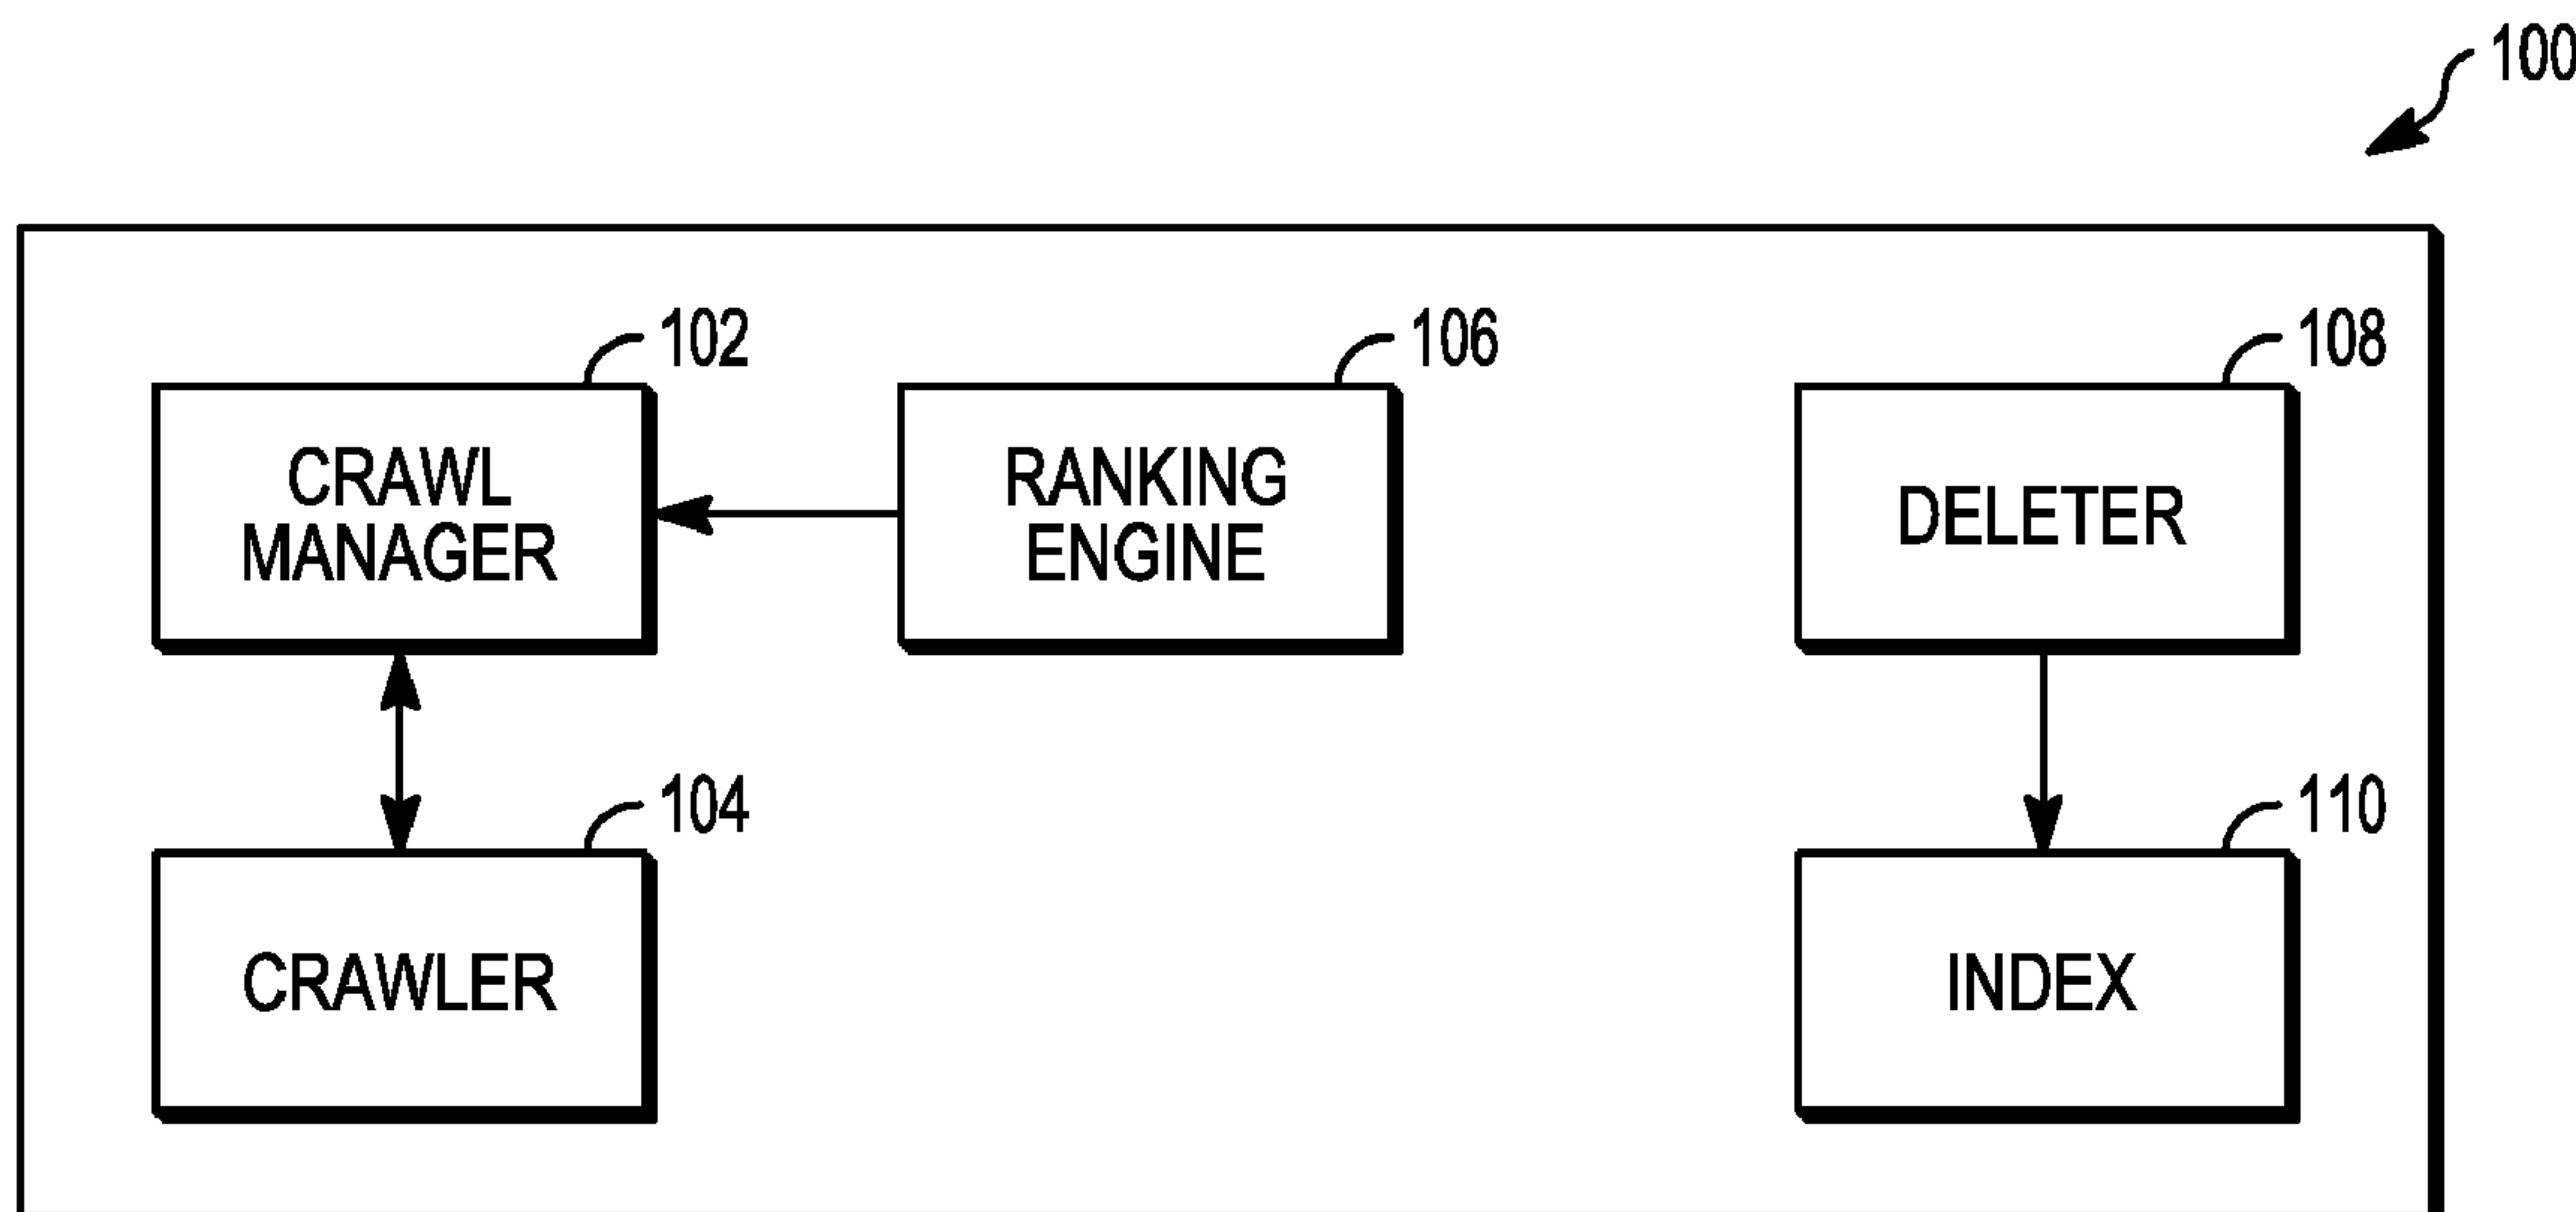 100
102
106
108
CRAWL
MANAGER
RANKING
ENGINE
DELETER
104
110
CRAWLER
INDEX